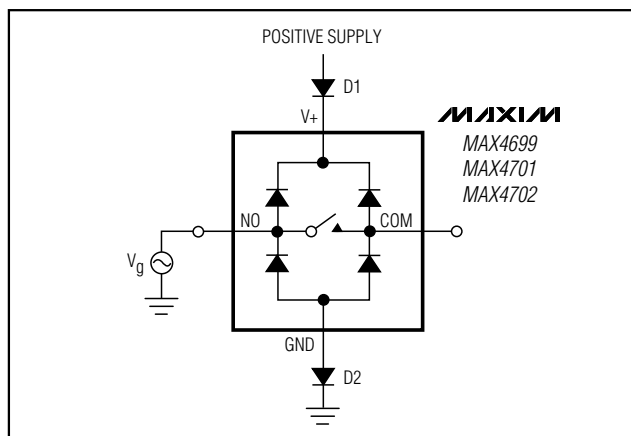 POSITIVE SUPPLY
D1
V+
MAXIM
MAX4699
MAX4701
MAX4702
NO
COM
Vg
GND
D2